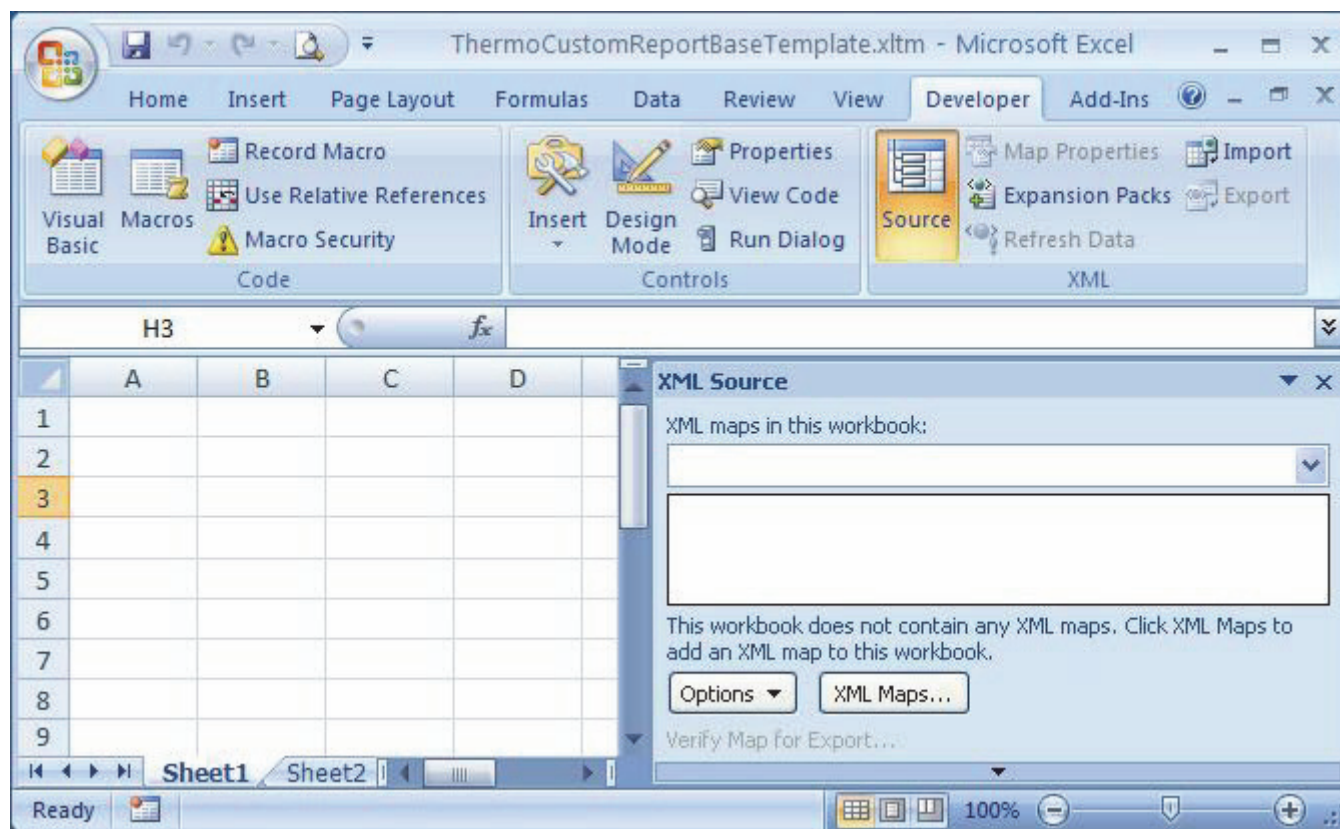 ThermoCustomReportBaseTemplate.xltm - Microsoft Excel
Home Insert Page Layout Formulas Data Review View Developer Add-Ins
Visual Basic
Macros
Record Macro
Use Relative References
Macro Security
Code
Insert
Design Mode
Properties
View Code
Run Dialog
Controls
Source
Map Properties
Expansion Packs
Refresh Data
Import
Export
XML
H3
fx
A B C D
1
2
3
4
5
6
7
8
9
XML Source
XML maps in this workbook:
This workbook does not contain any XML maps. Click XML Maps to
add an XML map to this workbook.
Options XML Maps...
Verify Map for Export...
Sheet1 Sheet2
Ready 100%